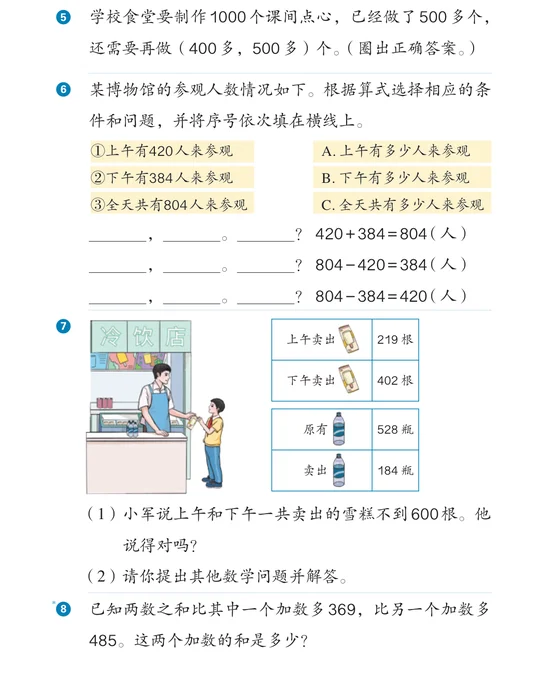 5 学校食堂要制作1000个课间点心，已经做了500多个，
还需要再做（400多，500多）个。（圈出正确答案。）
6 某博物馆的参观人数情况如下。根据算式选择相应的条
件和问题，并将序号依次填在横线上。
①上午有420人来参观 A. 上午有多少人来参观
②下午有384人来参观 B. 下午有多少人来参观
③全天共有804人来参观 C. 全天共有多少人来参观
______，______。______？ 420+384=804（人）
______，______。______？ 804-420=384（人）
______，______。______？ 804-384=420（人）
7
冷饮店
上午卖出 219根
下午卖出 402根
原有 528瓶
卖出 184瓶
（1）小军说上午和下午一共卖出的雪糕不到600根。他
说得对吗？
（2）请你提出其他数学问题并解答。
*8 已知两数之和比其中一个加数多369，比另一个加数多
485。这两个加数的和是多少？